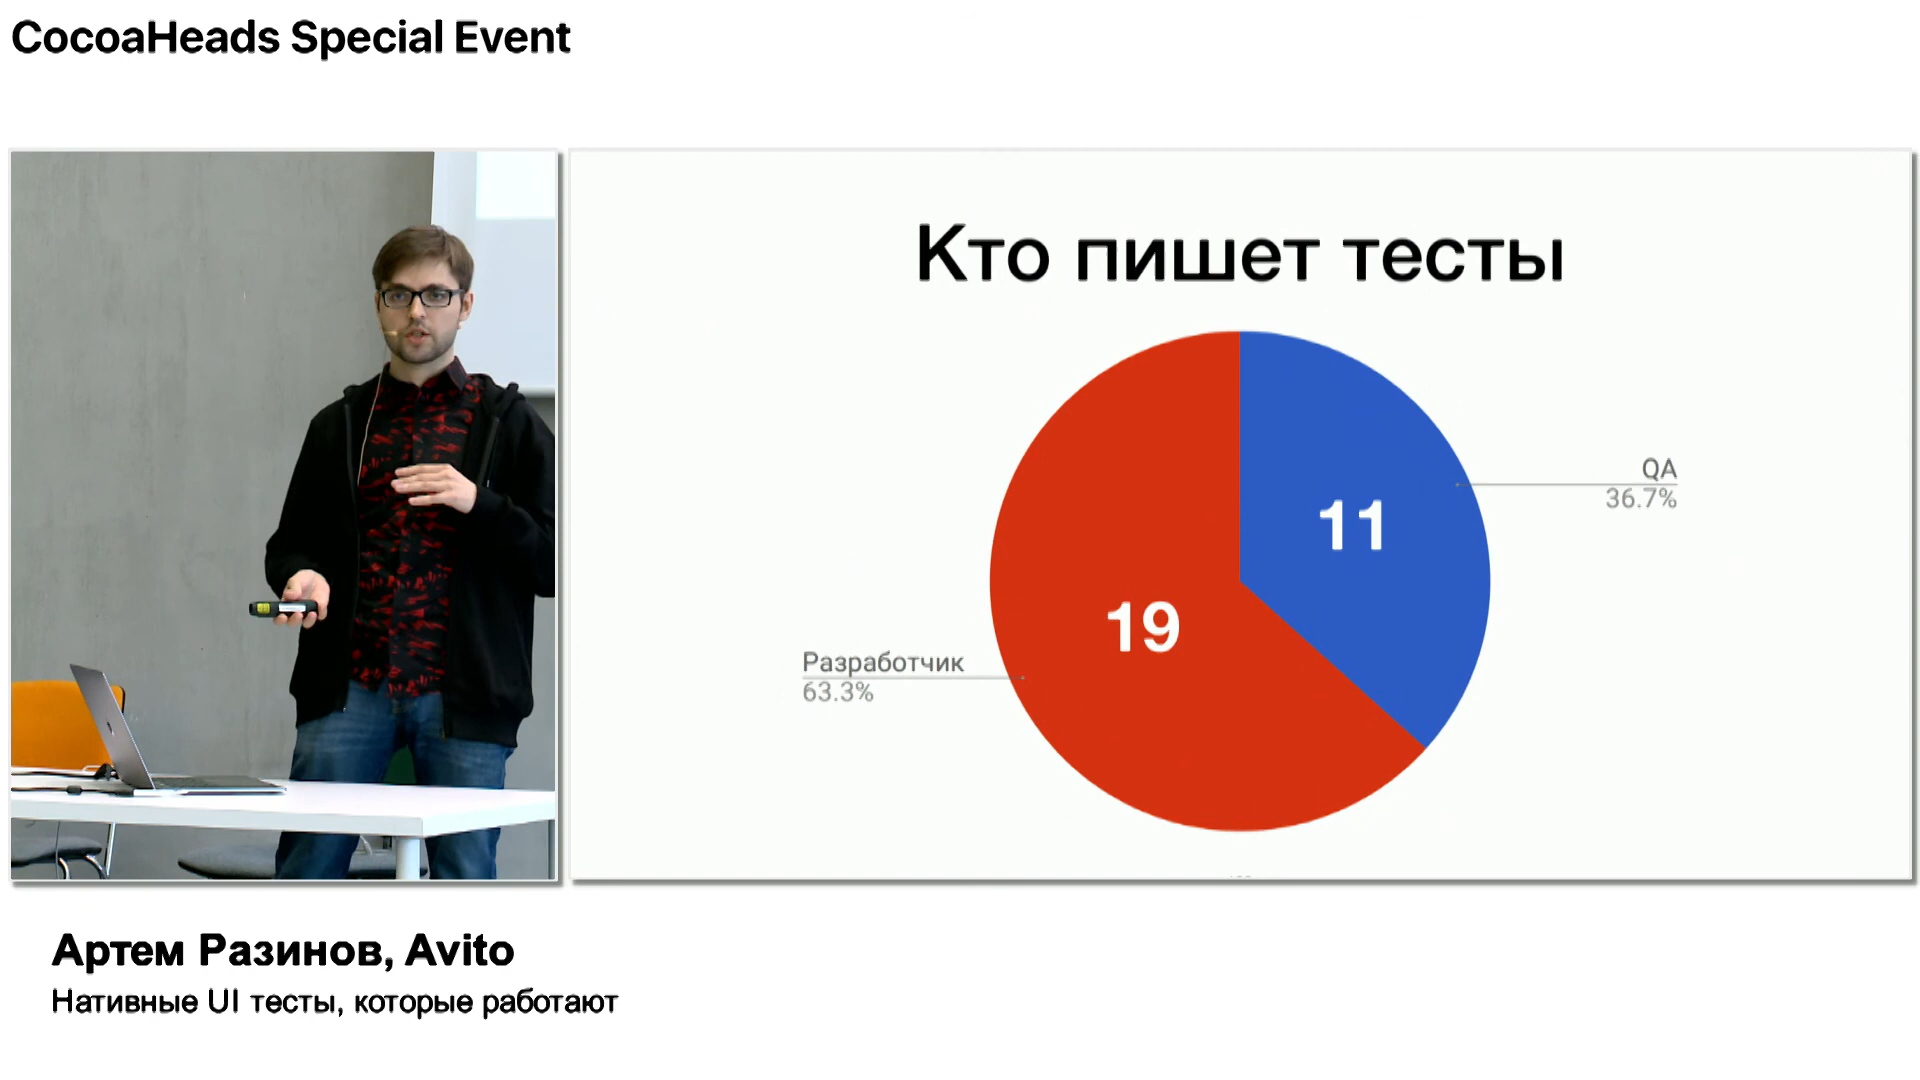 CocoaHeads Special Event
Кто пишет тесты
QA
36.7%
11
19
Разработчик
63.3%
Артем Разинов, Avito
Нативные UI тесты, которые работают